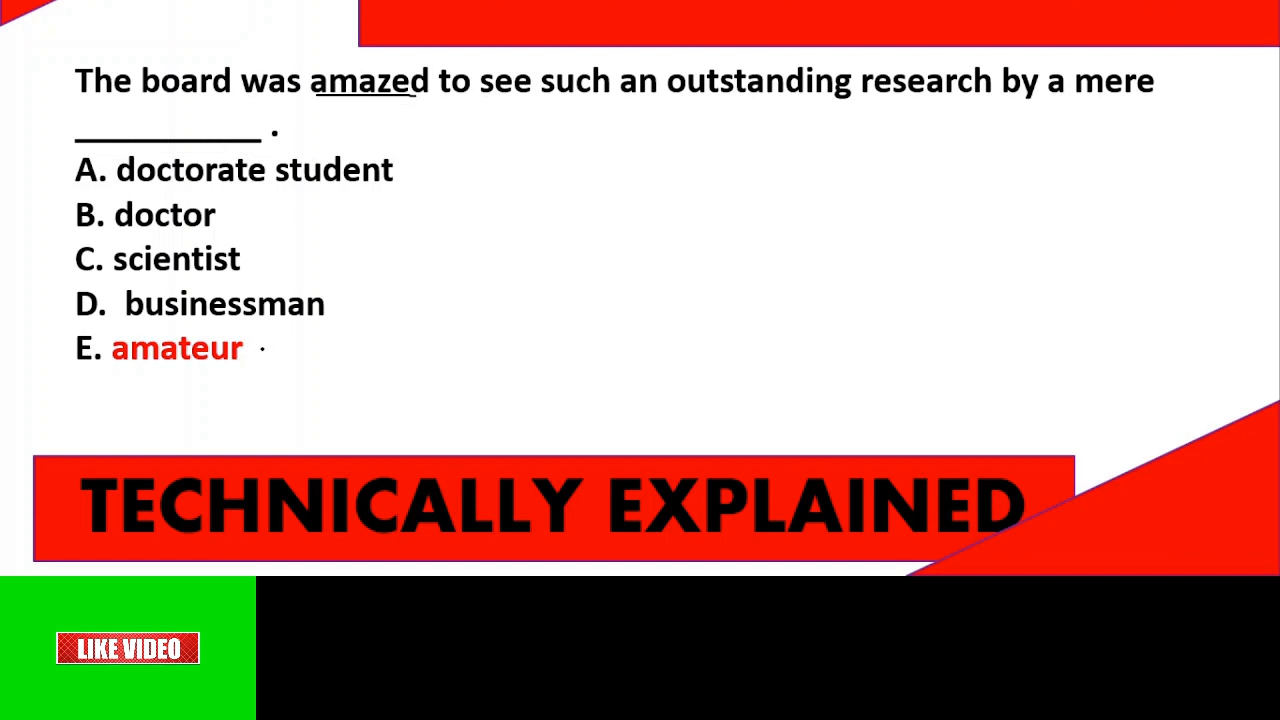 The board was amazed to see such an outstanding research by a mere
__________ .
A. doctorate student
B. doctor
C. scientist
D. businessman
E. amateur
TECHNICALLY EXPLAINED
LIKE VIDEO